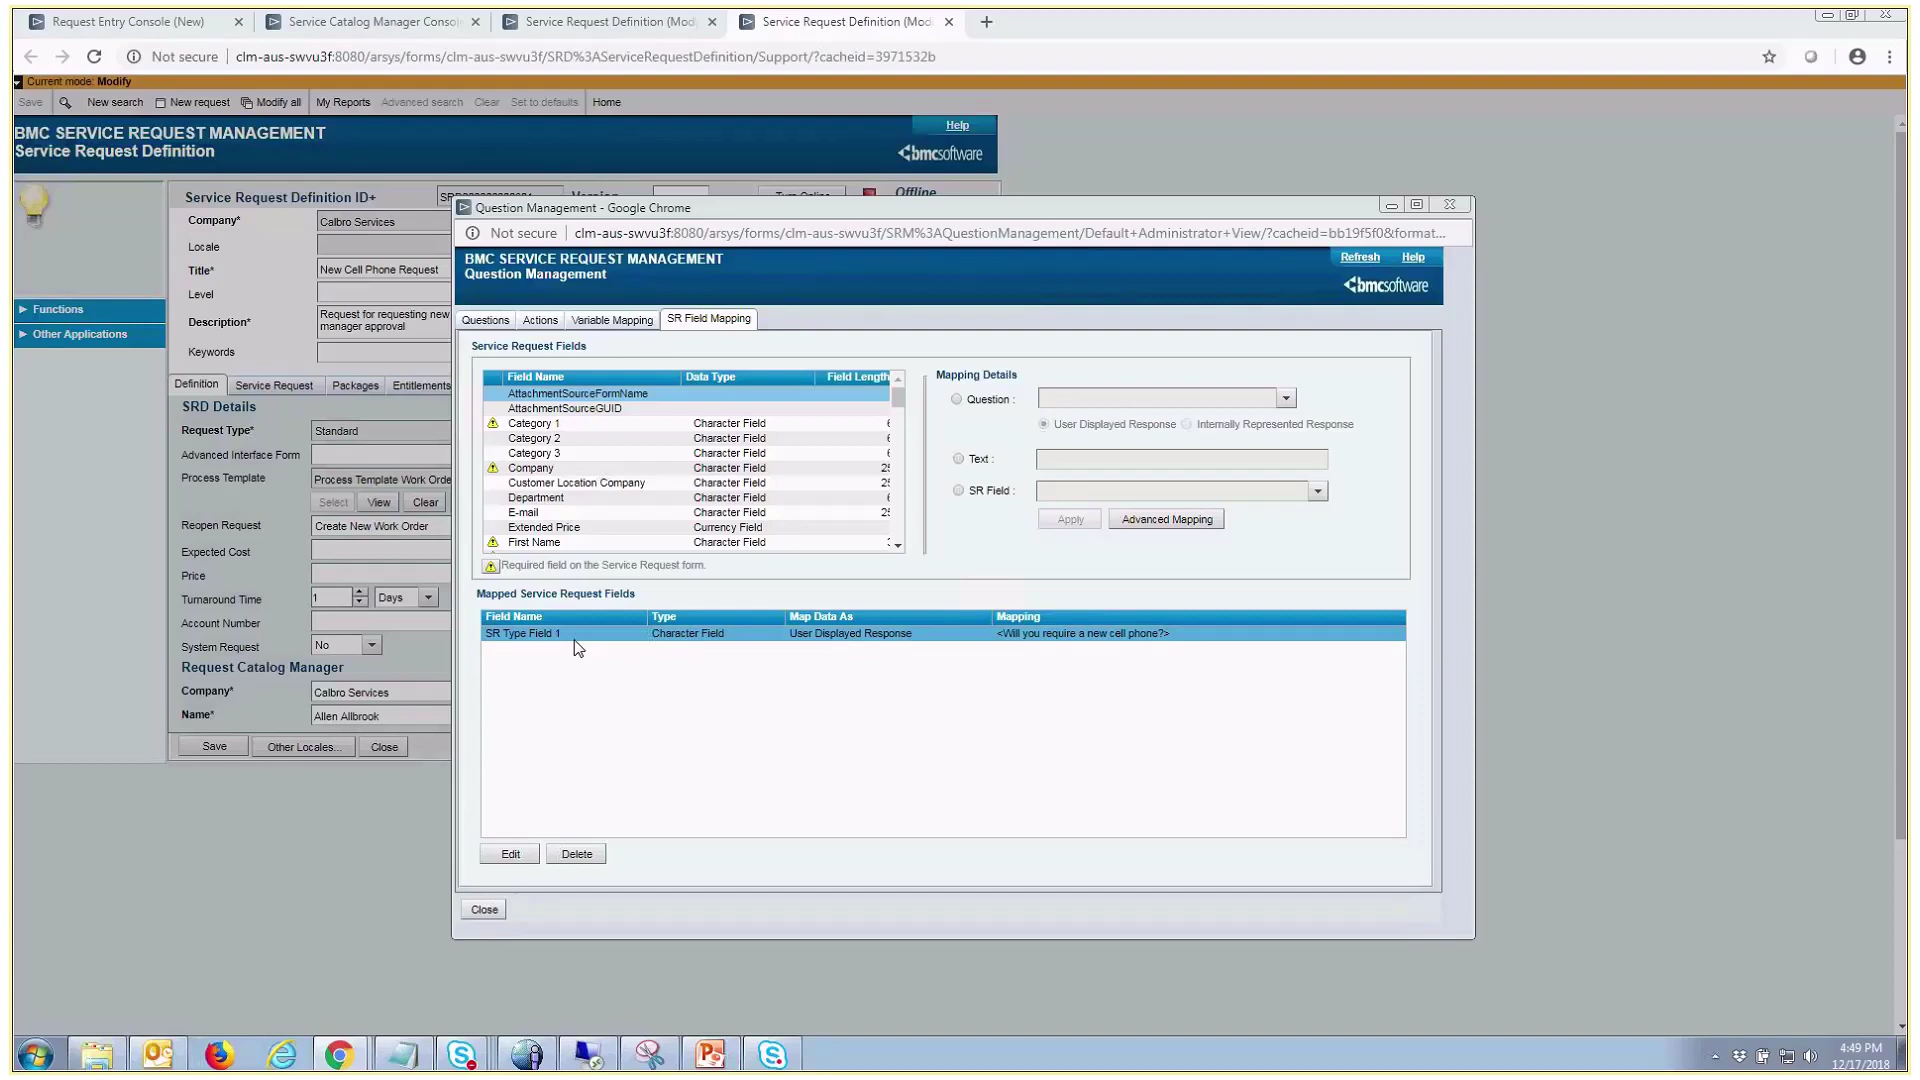 Request Entry Console (New)
Service Catalog Manager Conso
Service Request Definition (Mod
Service Request Definition (Mod
Not secure
clm-aus-swvu3f:8080/arsys/forms/clm-aus-swvu3f/SRD%3AServiceRequestDefinition/Support/?cacheid=3971532b
Current mode: Modify
Save New search New request Modify all My Reports Advanced search Clear Set to defaults Home
BMC SERVICE REQUEST MANAGEMENT
Service Request Definition
Help
bmcsoftware
Functions
Other Applications
Service Request Definition ID+
Offline
Company* Calbro Services
Locale
Title* New Cell Phone Request
Level
Description* Request for requesting new
manager approval
Keywords
Definition Service Request Packages Entitlements
SRD Details
Request Type* Standard
Advanced Interface Form
Process Template Process Template Work Orde
Select View Clear
Reopen Request Create New Work Order
Expected Cost
Price
Turnaround Time 1 Days
Account Number
System Request No
Request Catalog Manager
Company* Calbro Services
Name* Allen Allbrook
Save Other Locales... Close
Question Management - Google Chrome
Not secure
clm-aus-swvu3f:8080/arsys/forms/clm-aus-swvu3f/SRM%3AQuestionManagement/Default+Administrator+View/?cacheid=bb19f5f0&format...
BMC SERVICE REQUEST MANAGEMENT
Question Management
Refresh Help
bmcsoftware
Questions Actions Variable Mapping SR Field Mapping
Service Request Fields
Field Name Data Type Field Length
AttachmentSourceFormName
AttachmentSourceGUID
Category 1 Character Field 6
Category 2 Character Field 6
Category 3 Character Field 6
Company Character Field 25
Customer Location Company Character Field 25
Department Character Field 6
E-mail Character Field 25
Extended Price Currency Field
First Name Character Field
Required field on the Service Request form.
Mapping Details
Question :
User Displayed Response Internally Represented Response
Text :
SR Field :
Apply Advanced Mapping
Mapped Service Request Fields
Field Name Type Map Data As Mapping
SR Type Field 1 Character Field User Displayed Response <Will you require a new cell phone?>
Edit Delete
Close
4:49 PM
12/17/2018